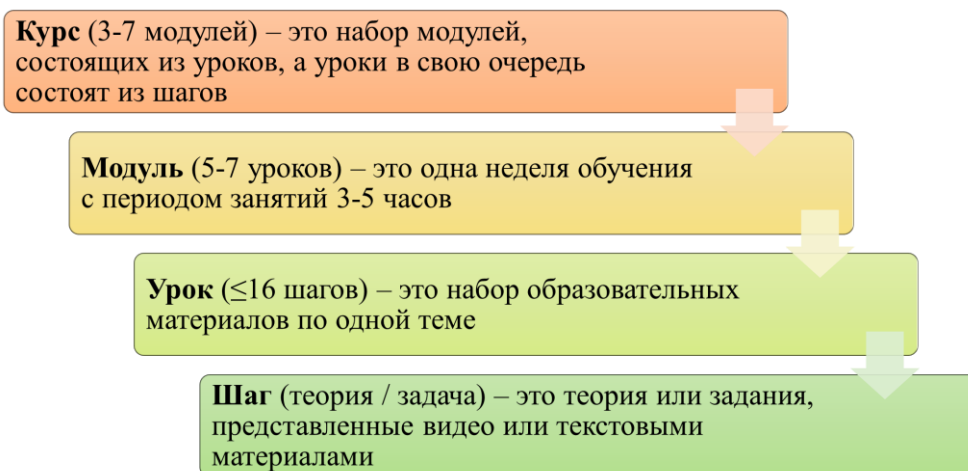 Курс (3-7 модулей) – это набор модулей,
состоящих из уроков, а уроки в свою очередь
состоят из шагов
Модуль (5-7 уроков) – это одна неделя обучения
с периодом занятий 3-5 часов
Урок (≤16 шагов) – это набор образовательных
материалов по одной теме
Шаг (теория / задача) – это теория или задания,
представленные видео или текстовыми
материалами